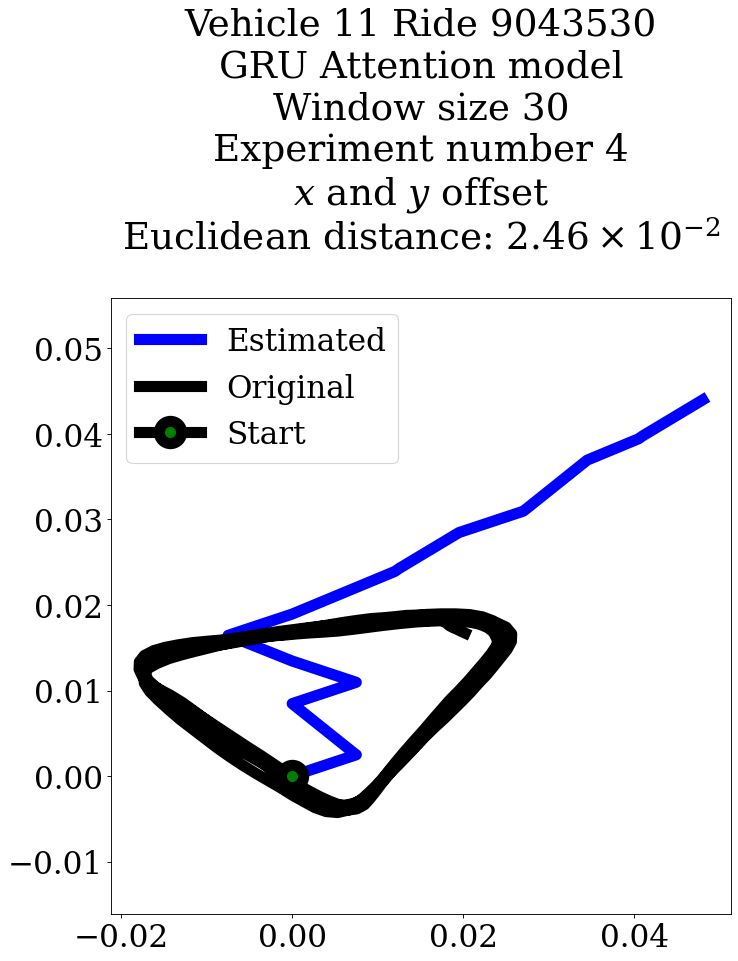 Vehicle 11 Ride 9043530
GRU Attention model
Window size 30
Experiment number 4
x and y offset
Euclidean distance: 2.46 × 10⁻²
Estimated
Original
Start
0.05
0.04
0.03
0.02
0.01
0.00
−0.01
−0.02
0.00
0.02
0.04